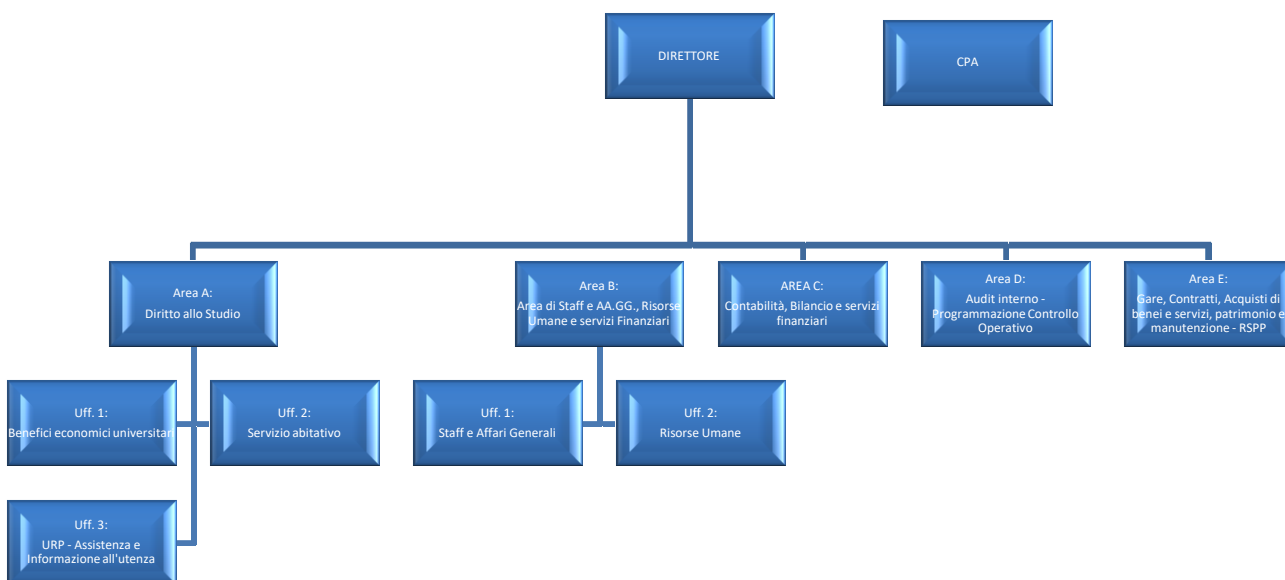 DIRETTORE
CPA
Area A:
Diritto allo Studio
Area B:
Area di Staff e AA.GG., Risorse
Umane e servizi Finanziari
AREA C:
Contabilità, Bilancio e servizi
finanziari
Area D:
Audit interno -
Programmazione Controllo
Operativo
Area E:
Gare, Contratti, Acquisti di
benei e servizi, patrimonio e
manutenzione - RSPP
Uff. 1:
Benefici economici universitari
Uff. 2:
Servizio abitativo
Uff. 1:
Staff e Affari Generali
Uff. 2:
Risorse Umane
Uff. 3:
URP - Assistenza e
Informazione all'utenza